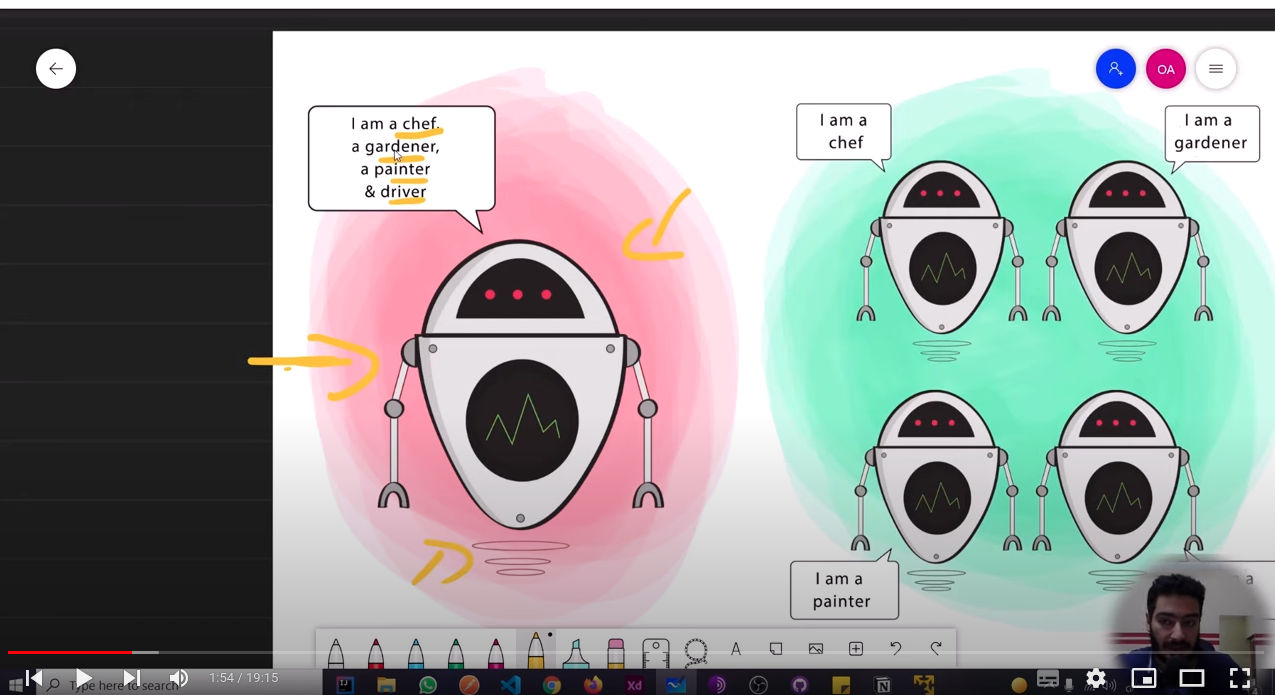 OA
I am a chef.
a gardener,
a painter
& driver
I am a
chef
I am a
gardener
I am a
painter
a
A
Type here to search
Xd
N
1:54 / 19:15